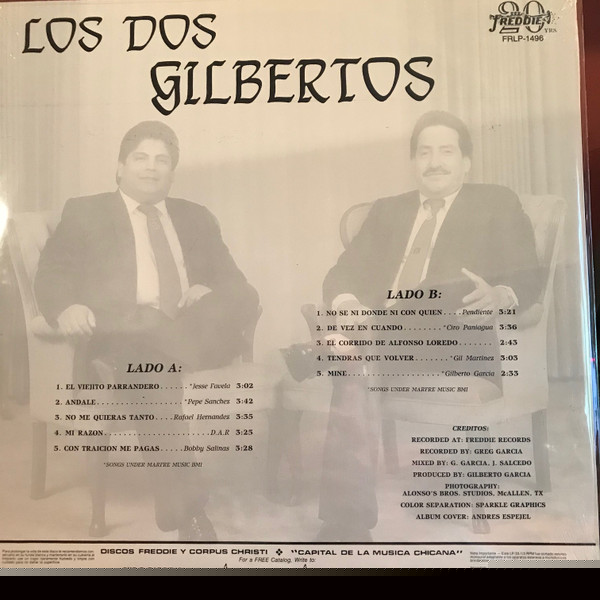 LOS DOS
GILBERTOS
20
FREDDIE
YRS
FRLP-1496
LADO A:
1. EL VIEJITO PARRANDERO......*Jesse Favela 3:02
2. ANDALE.....................*Pepe Sanchez 3:42
3. NO ME QUIERAS TANTO....Rafael Hernandes 3:35
4. MI RAZON............................D.A.R 3:25
5. CON TRAICION ME PAGAS....Bobby Salinas 3:28
*SONGS UNDER MARYRE MUSIC BMI
LADO B:
1. NO SE NI DONDE NI CON QUIEN....Pendiente 3:21
2. DE VEZ EN CUANDO........*Ciro Paniagua 3:36
3. EL CORRIDO DE ALFONSO LOREDO....... 2:43
4. TENDRAS QUE VOLVER.......*Gil Martinez 3:03
5. MINE...................*Gilberto Garcia 2:33
*SONGS UNDER MARYRE MUSIC BMI
CREDITOS:
RECORDED AT: FREDDIE RECORDS
RECORDED BY: GREG GARCIA
MIXED BY: G. GARCIA, J. SALCEDO
PRODUCED BY: GILBERTO GARCIA
PHOTOGRAPHY:
ALONSO'S BROS. STUDIOS, McALLEN, TX
COLOR SEPARATION: SPARKLE GRAPHICS
ALBUM COVER: ANDRES ESPEJEL
DISCOS FREDDIE Y CORPUS CHRISTI ❖ "CAPITAL DE LA MUSICA CHICANA"
For a FREE Catalog, Write to: